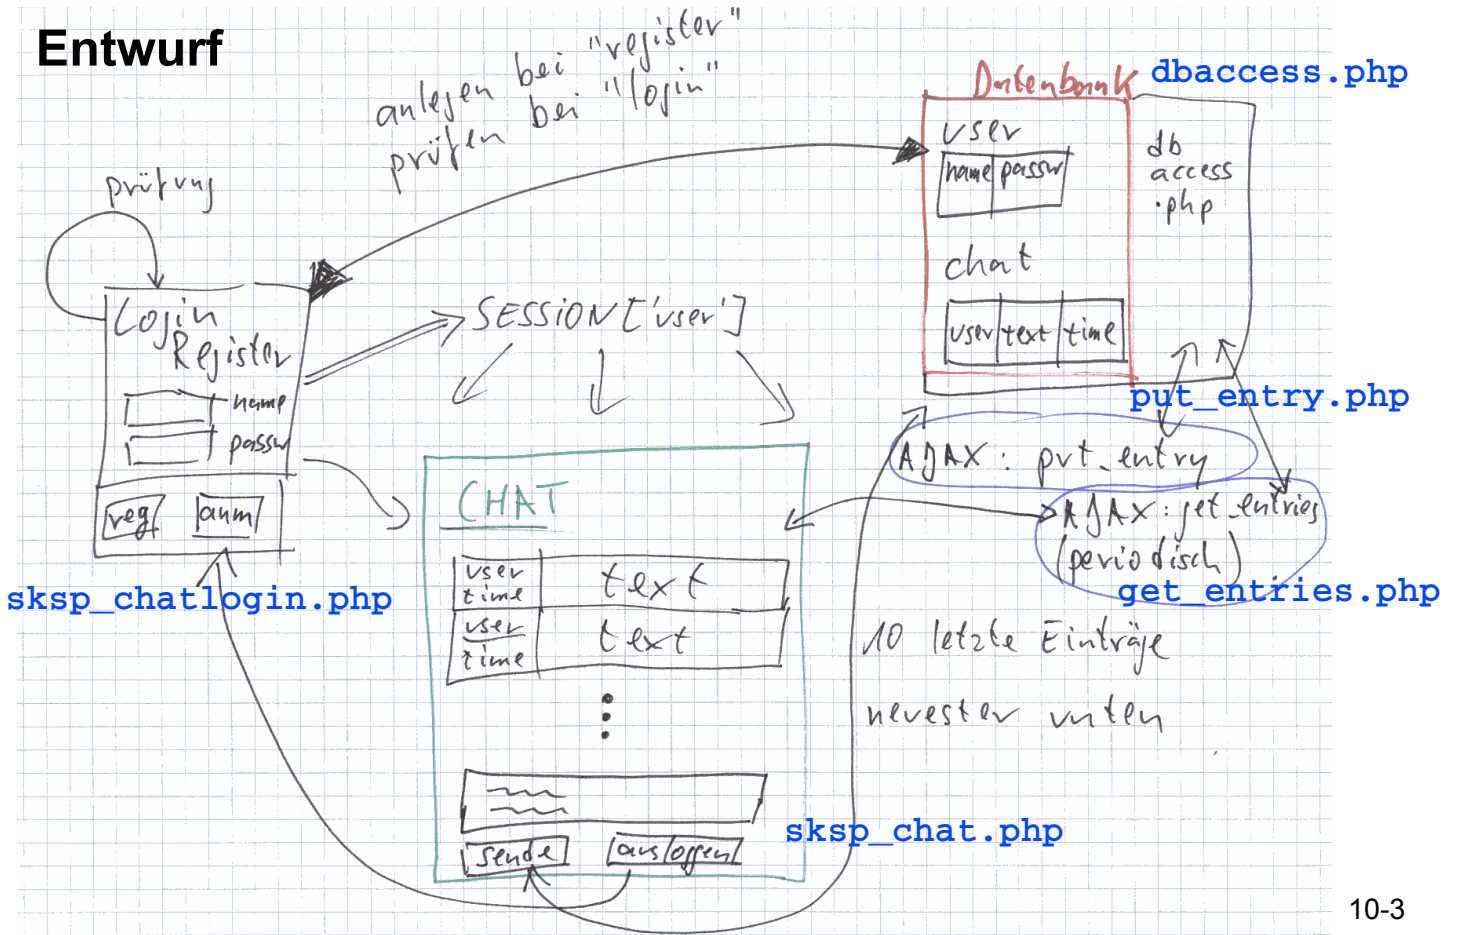 Entwurf
anlegen bei "register"
prüfen bei "login"
Datenbank
dbaccess.php
user
name passw
db
access
.php
chat
user text time
prüfung
Login
Register
name
passw
reg anm
SESSION['user']
put_entry.php
AJAX: put_entry
AJAX: get_entries
(periodisch)
get_entries.php
sksp_chatlogin.php
CHAT
user
time
text
user
time
text
10 letzte Einträge
neuester unten
sksp_chat.php
sende ausloggen
10-3